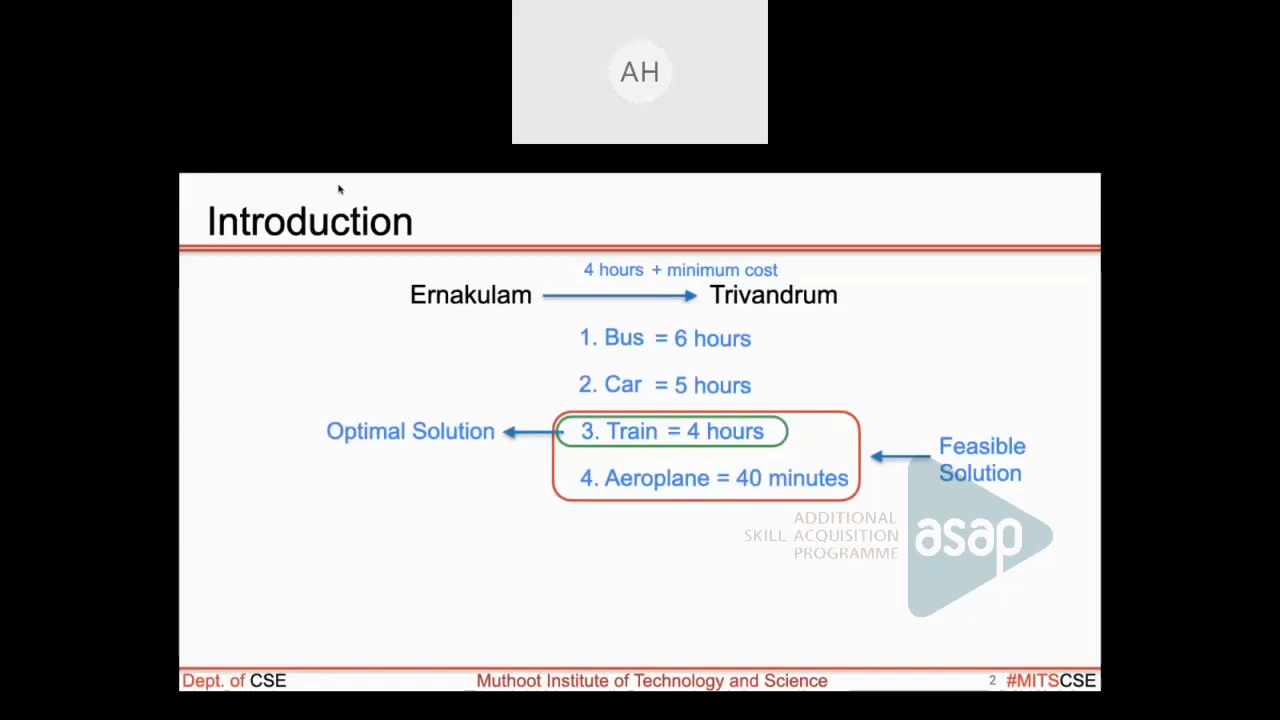 AH
Introduction
4 hours + minimum cost
Ernakulam Trivandrum
1. Bus = 6 hours
2. Car = 5 hours
Optimal Solution 3. Train = 4 hours
Feasible
Solution
4. Aeroplane = 40 minutes
ADDITIONAL
SKILL ACQUISITION
PROGRAMME
asap
Dept. of CSE Muthoot Institute of Technology and Science 2 #MITSCSE